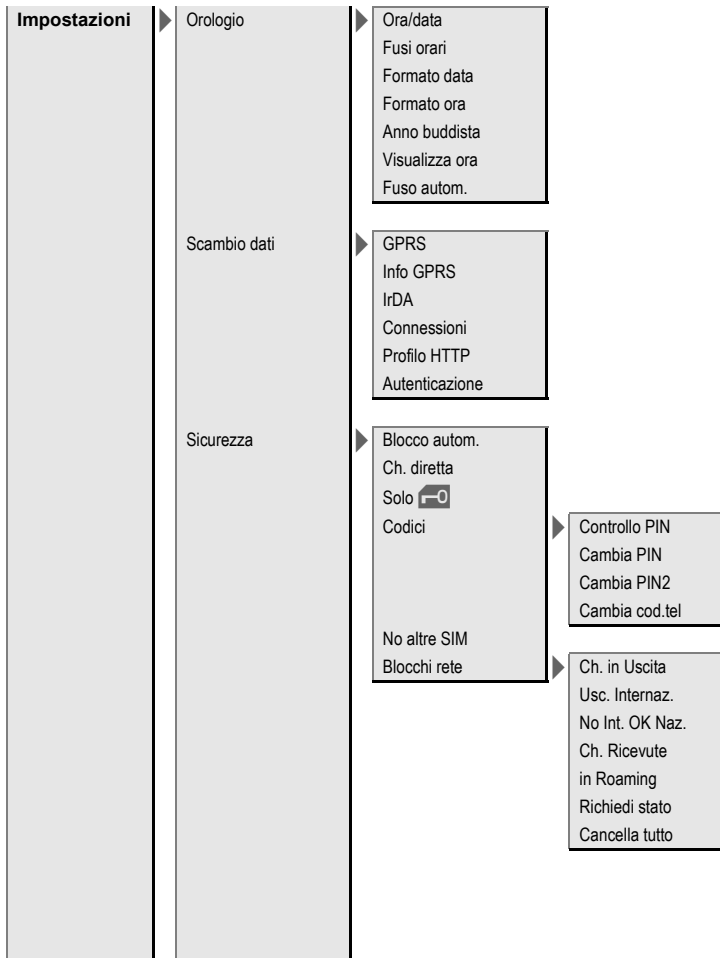 Impostazioni
Orologio
Ora/data
Fusi orari
Formato data
Formato ora
Anno buddista
Visualizza ora
Fuso autom.
Scambio dati
GPRS
Info GPRS
IrDA
Connessioni
Profilo HTTP
Autenticazione
Sicurezza
Blocco autom.
Ch. diretta
Solo
Codici
Controllo PIN
Cambia PIN
Cambia PIN2
Cambia cod.tel
No altre SIM
Blocchi rete
Ch. in Uscita
Usc. Internaz.
No Int. OK Naz.
Ch. Ricevute
in Roaming
Richiedi stato
Cancella tutto